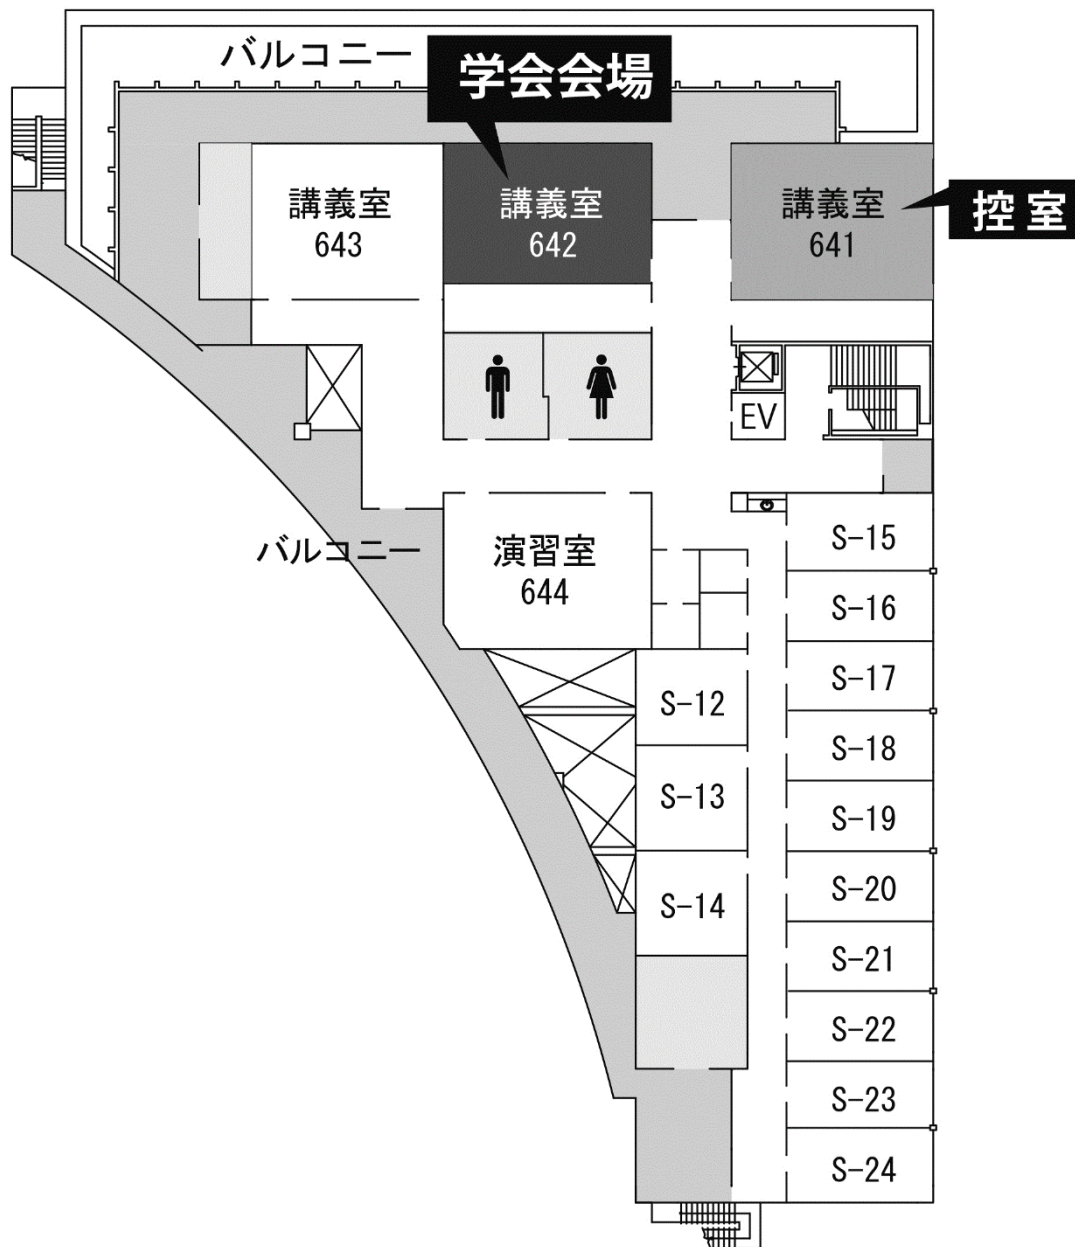 バルコニー
学会会場
講義室
643
講義室
642
講義室
641
控室
EV
バルコニー
演習室
644
S-15
S-16
S-17
S-12
S-18
S-13
S-19
S-20
S-14
S-21
S-22
S-23
S-24